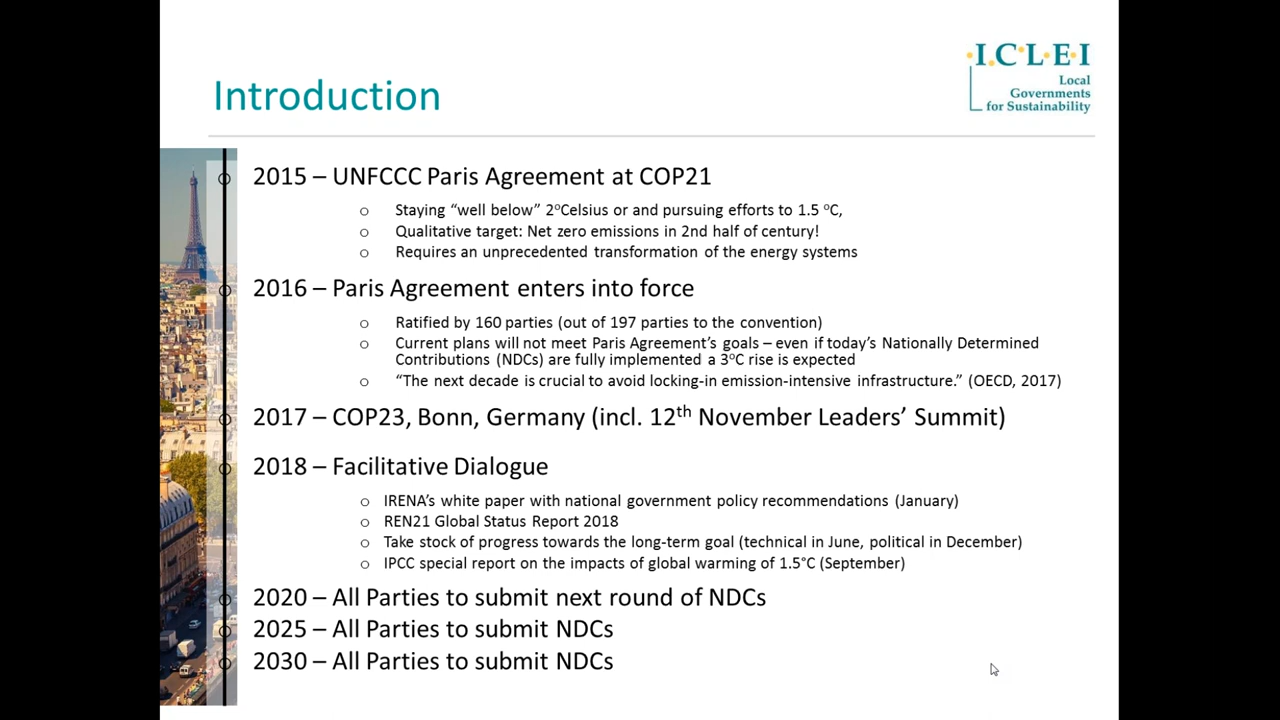 I.C.L.E.I
Local
Governments
for Sustainability
Introduction
2015 – UNFCCC Paris Agreement at COP21
o Staying “well below” 2°Celsius or and pursuing efforts to 1.5 °C,
o Qualitative target: Net zero emissions in 2nd half of century!
o Requires an unprecedented transformation of the energy systems
2016 – Paris Agreement enters into force
o Ratified by 160 parties (out of 197 parties to the convention)
o Current plans will not meet Paris Agreement’s goals – even if today’s Nationally Determined
Contributions (NDCs) are fully implemented a 3°C rise is expected
o “The next decade is crucial to avoid locking-in emission-intensive infrastructure.” (OECD, 2017)
2017 – COP23, Bonn, Germany (incl. 12th November Leaders’ Summit)
2018 – Facilitative Dialogue
o IRENA’s white paper with national government policy recommendations (January)
o REN21 Global Status Report 2018
o Take stock of progress towards the long-term goal (technical in June, political in December)
o IPCC special report on the impacts of global warming of 1.5°C (September)
2020 – All Parties to submit next round of NDCs
2025 – All Parties to submit NDCs
2030 – All Parties to submit NDCs